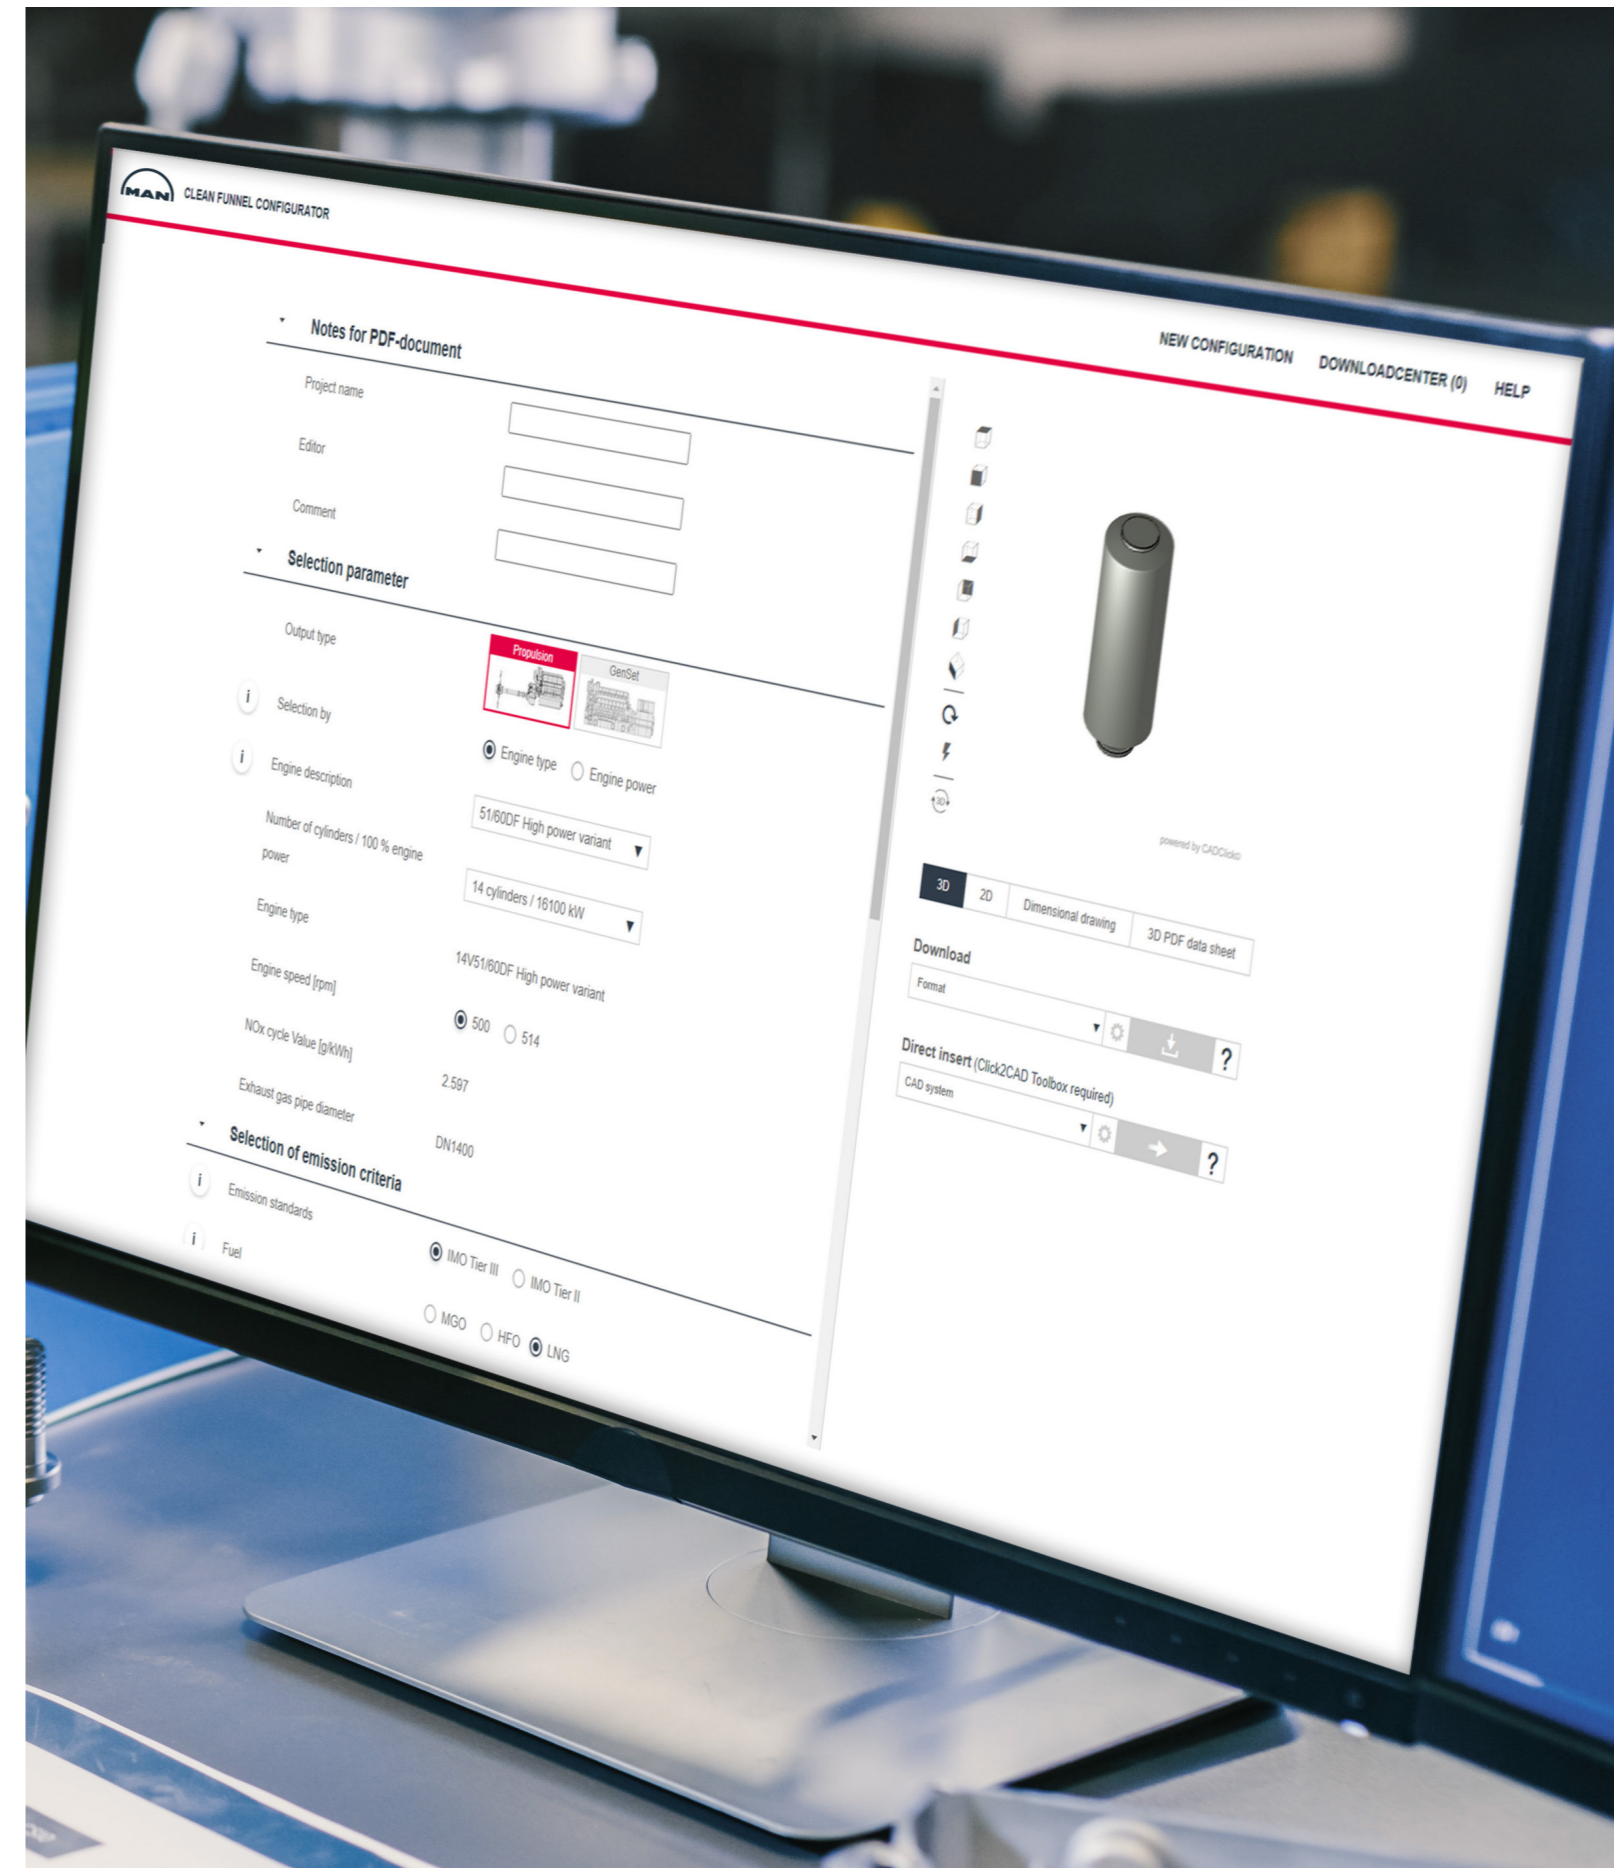 MAN CLEAN FUNNEL CONFIGURATOR
NEW CONFIGURATION DOWNLOADCENTER (0) HELP
Notes for PDF-document
Project name
Editor
Comment
Selection parameter
Output type
Propulsion
GenSet
i Selection by
Engine type Engine power
i Engine description
51/60DF High power variant
Number of cylinders / 100 % engine
power
14 cylinders / 16100 kW
Engine type
14V51/60DF High power variant
Engine speed [rpm]
500 514
NOx cycle Value [g/kWh]
2.597
Exhaust gas pipe diameter
DN1400
Selection of emission criteria
i Emission standards
IMO Tier III IMO Tier II
i Fuel
MGO HFO LNG
3D
powered by CADClick©
3D 2D Dimensional drawing 3D PDF data sheet
Download
Format
?
Direct insert (Click2CAD Toolbox required)
CAD system
?